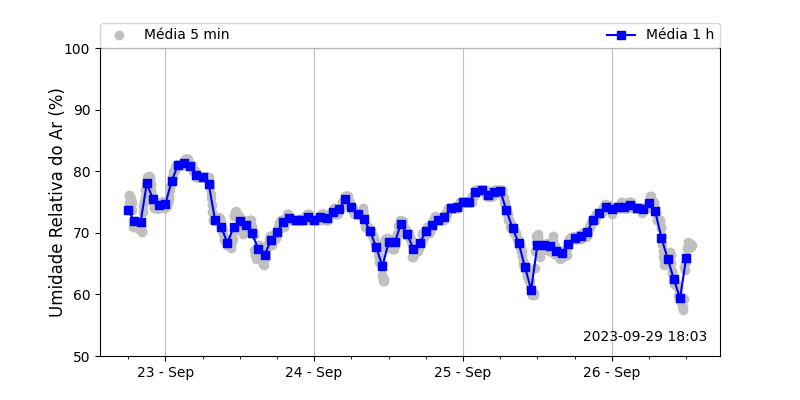 Média 5 min
Média 1 h
Umidade Relativa do Ar (%)
100
90
80
70
60
50
2023-09-29 18:03
23 - Sep
24 - Sep
25 - Sep
26 - Sep